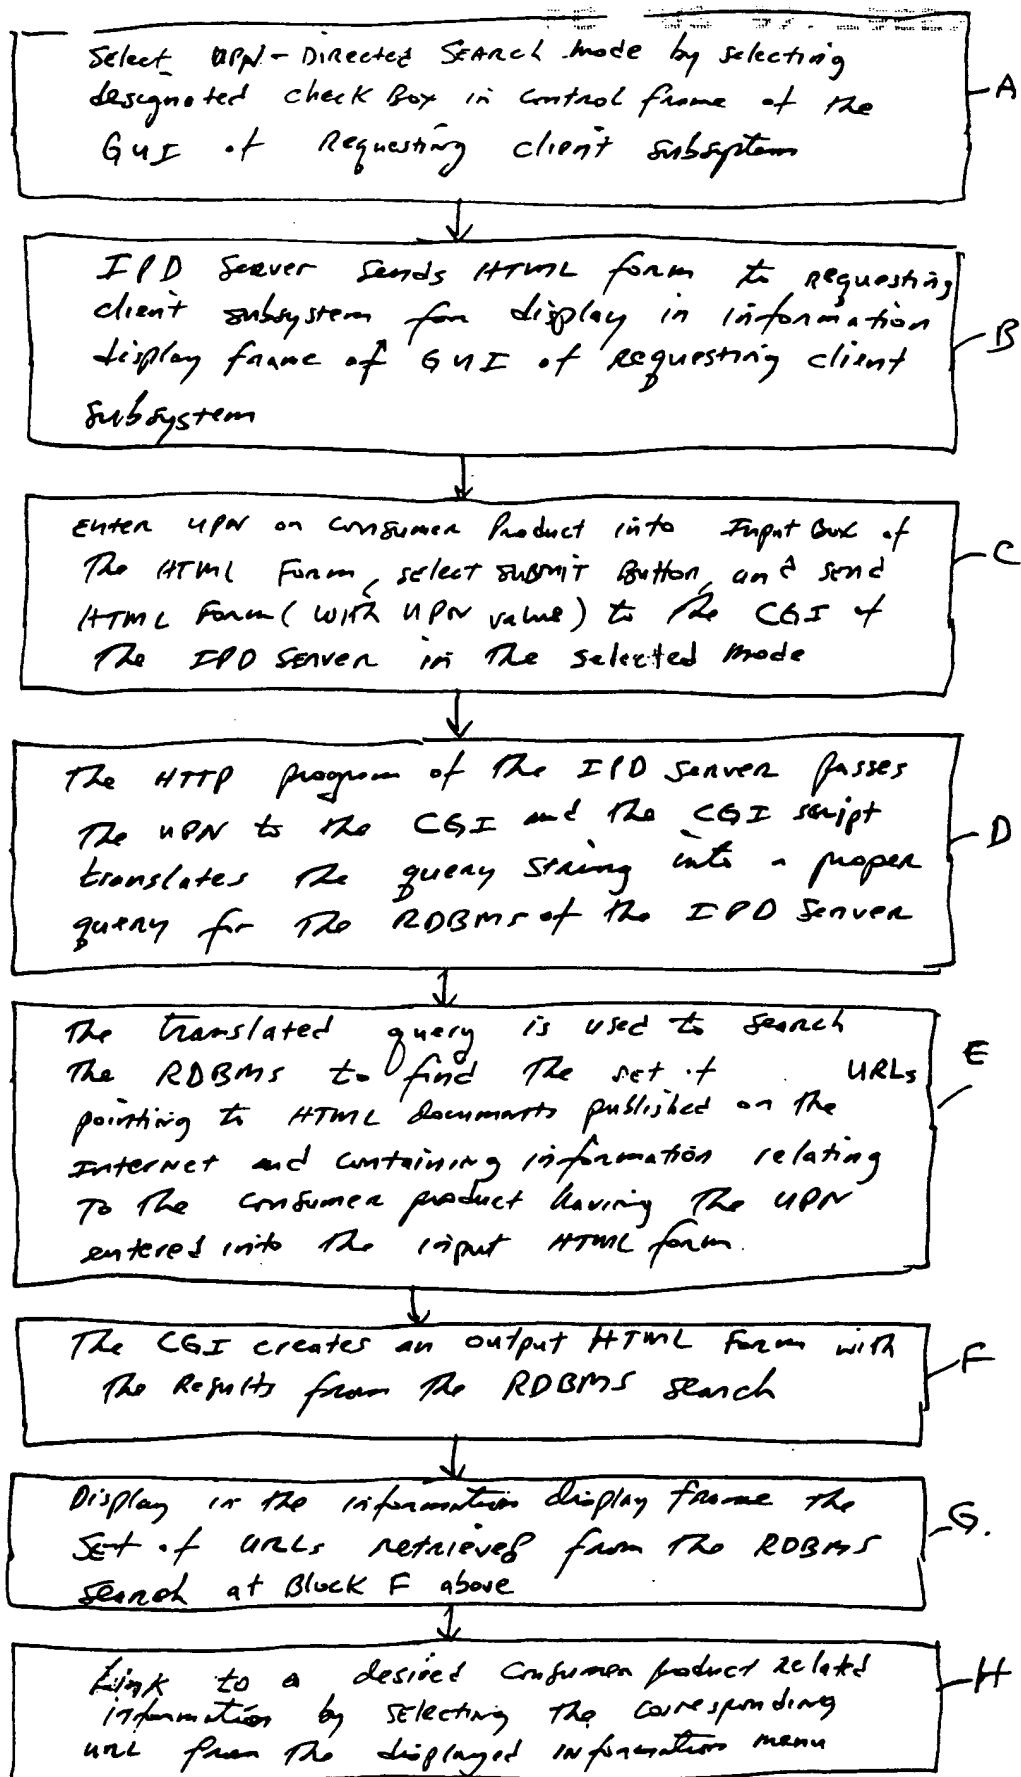 Select UPN-Directed Search mode by selecting
designated check Box in control frame of the
GUI of Requesting client subsystem
A
IPD Server sends HTML form to requesting
client subsystem for display in information
display frame of GUI of Requesting client
subsystem
B
Enter UPN on Consumer Product into Input Box of
The HTML Form, select SUBMIT Button, and send
HTML Form (with UPN value) to the CGI of
The IPD Server in the selected mode
C
The HTTP program of the IPD Server passes
The UPN to the CGI and the CGI script
translates the query string into a proper
query for the RDBMS of the IPD Server
D
The translated query is used to search
The RDBMS to find the set of URLs
pointing to HTML documents published on the
Internet and containing information relating
To the consumer product having the UPN
entered into the input HTML form.
E
The CGI creates an output HTML Form with
The Results from the RDBMS search
F
Display in the information display frame the
Set of URLs retrieved from the RDBMS
search at Block F above
G.
Link to a desired Consumer product related
information by selecting the corresponding
URL from the displayed information menu
H